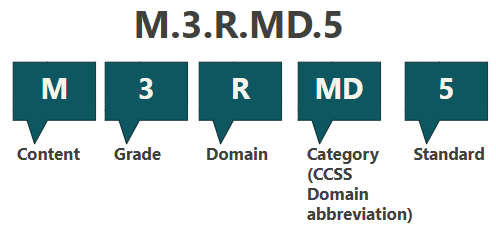 M.3.R.MD.5
M 3 R MD 5
Content Grade Domain Category Standard
(CCSS
Domain
abbreviation)